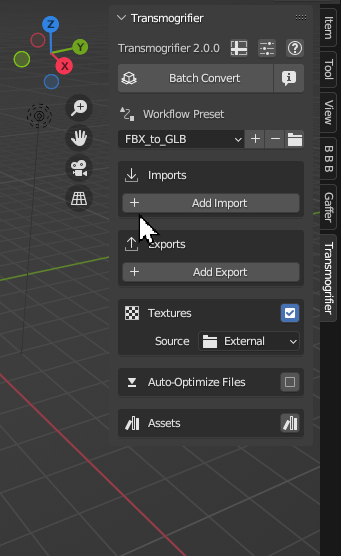 Transmogrifier
Transmogrifier 2.0.0
Batch Convert
Workflow Preset
FBX_to_GLB
Imports
Add Import
Exports
Add Export
Textures
Source
External
Auto-Optimize Files
Assets
Z
Y
X
Item
Tool
View
B B B
Gaffer
Transmogrifier